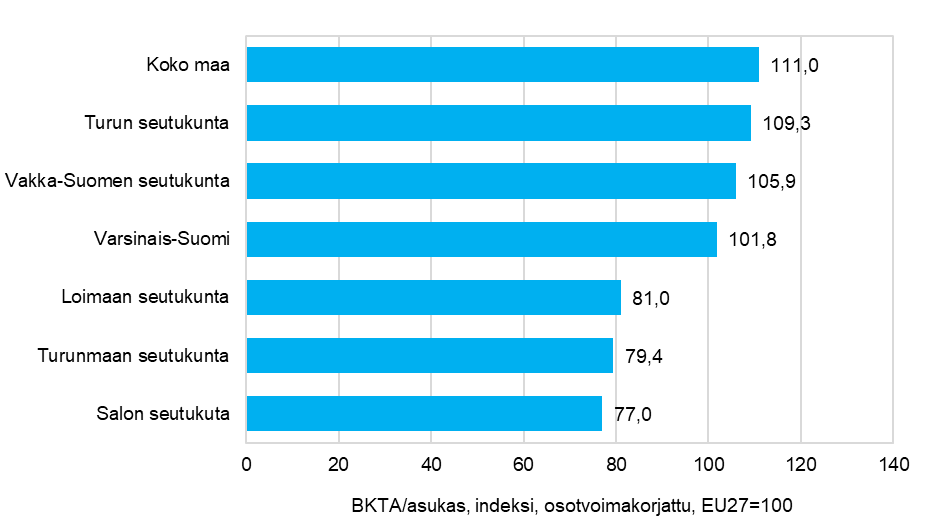 Koko maa 111,0
Turun seutukunta 109,3
Vakka-Suomen seutukunta 105,9
Varsinais-Suomi 101,8
Loimaan seutukunta 81,0
Turunmaan seutukunta 79,4
Salon seutukuta 77,0
0 20 40 60 80 100 120 140
BKTA/asukas, indeksi, osotvoimakorjattu, EU27=100